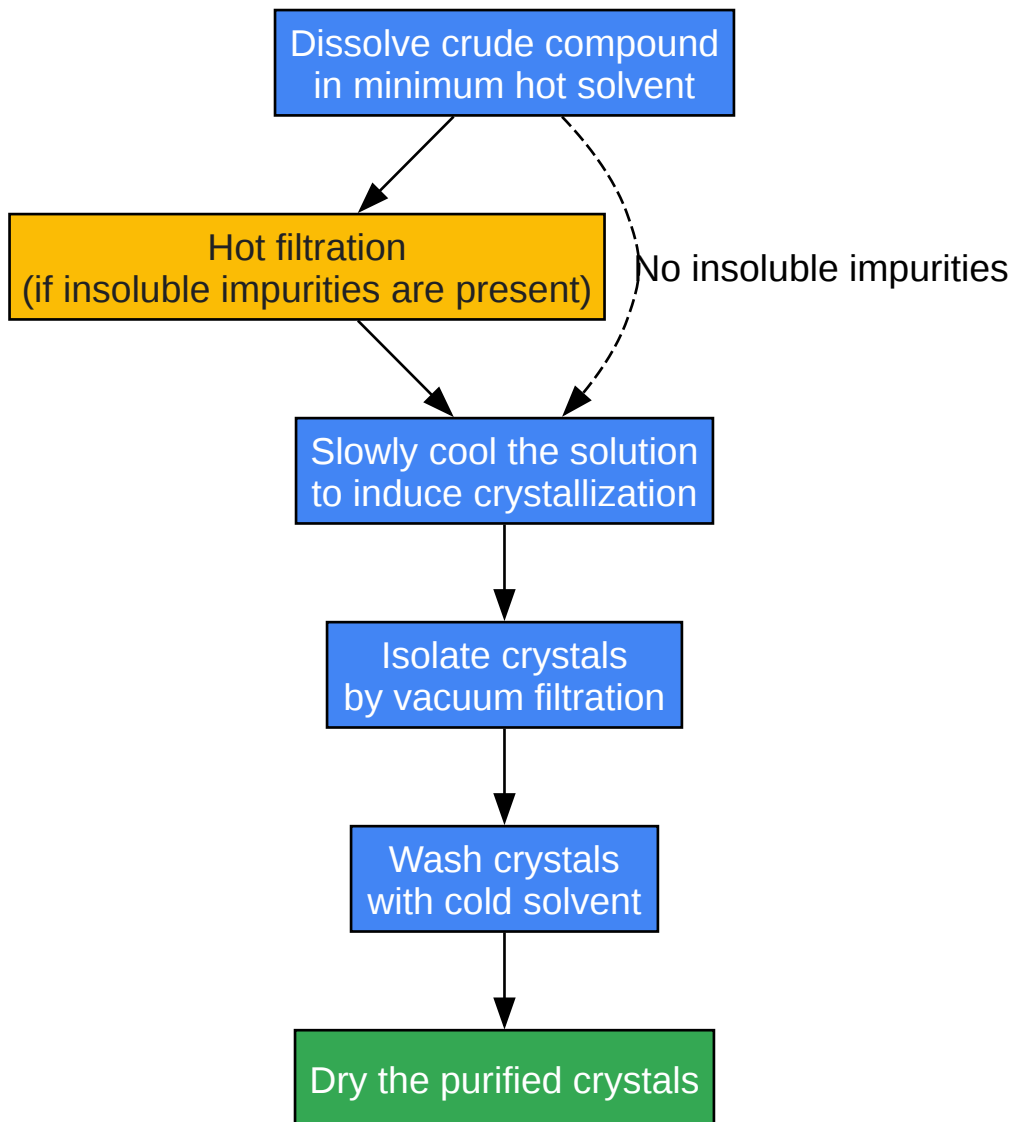 Dissolve crude compound
in minimum hot solvent
Hot filtration
(if insoluble impurities are present)
No insoluble impurities
Slowly cool the solution
to induce crystallization
Isolate crystals
by vacuum filtration
Wash crystals
with cold solvent
Dry the purified crystals